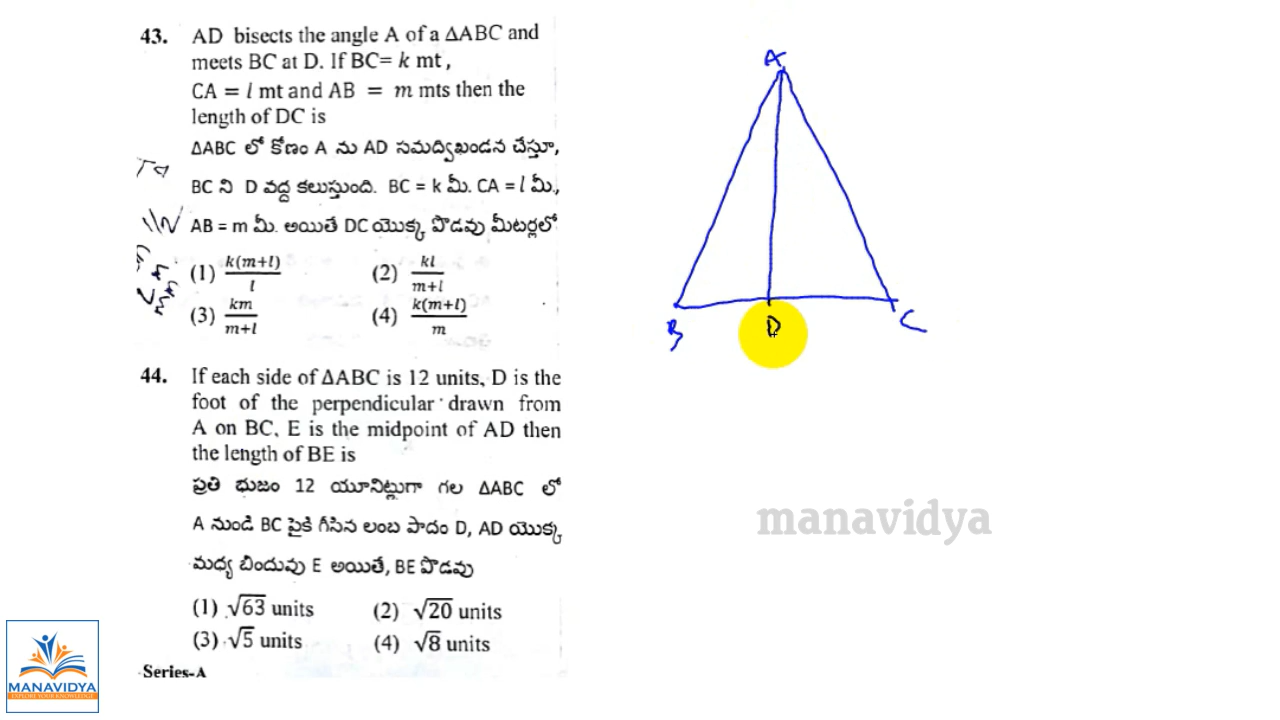 43. AD bisects the angle A of a ΔABC and
meets BC at D. If BC= k mt,
CA = l mt and AB = m mts then the
length of DC is
ΔABC లో కోణం A ను AD సమద్విఖండన చేస్తూ,
BC ని D వద్ద కలుస్తుంది. BC = k మీ. CA = l మీ.,
AB = m మీ. అయితే DC యొక్క పొడవు మీటర్లలో
(1) k(m+l)/l (2) kl/m+l
(3) km/m+l (4) k(m+l)/m
44. If each side of ΔABC is 12 units, D is the
foot of the perpendicular drawn from
A on BC, E is the midpoint of AD then
the length of BE is
ప్రతి భుజం 12 యూనిట్లుగా గల ΔABC లో
A నుండి BC పైకి గీసిన లంబ పాదం D, AD యొక్క
మధ్య బిందువు E అయితే, BE పొడవు
(1) √63 units (2) √20 units
(3) √5 units (4) √8 units
Series-A
A
B
D
C
manavidya
MANAVIDYA
EXPLORE YOUR KNOWLEDGE